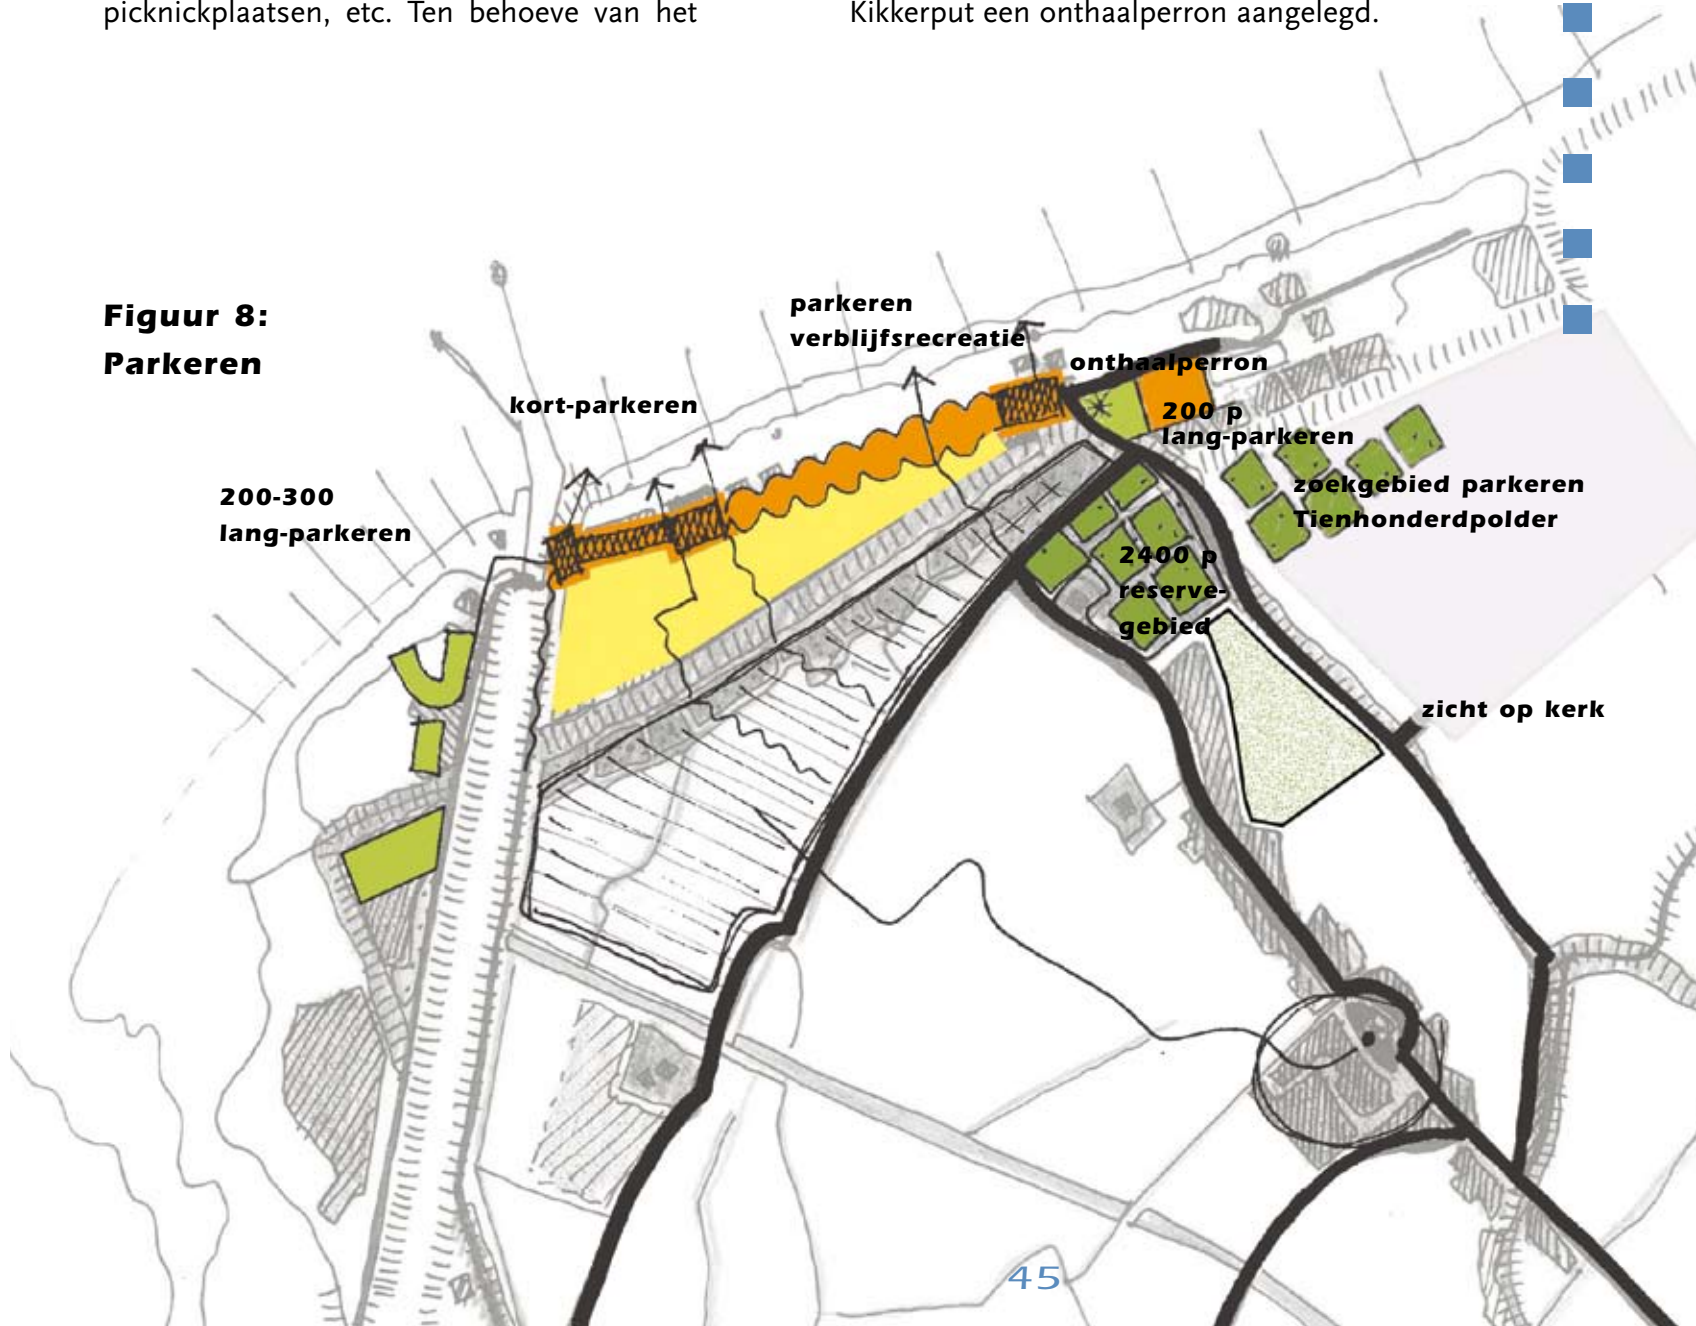 picknickplaatsen, etc. Ten behoeve van het
Kikkerput een onthaalperron aangelegd.
Figuur 8:
Parkeren
parkeren
verblijfsrecreatie
onthaalperron
kort-parkeren
200 p
lang-parkeren
200-300
lang-parkeren
zoekgebied parkeren
Tienhonderdpolder
2400 p
reserve-
gebied
zicht op kerk
45